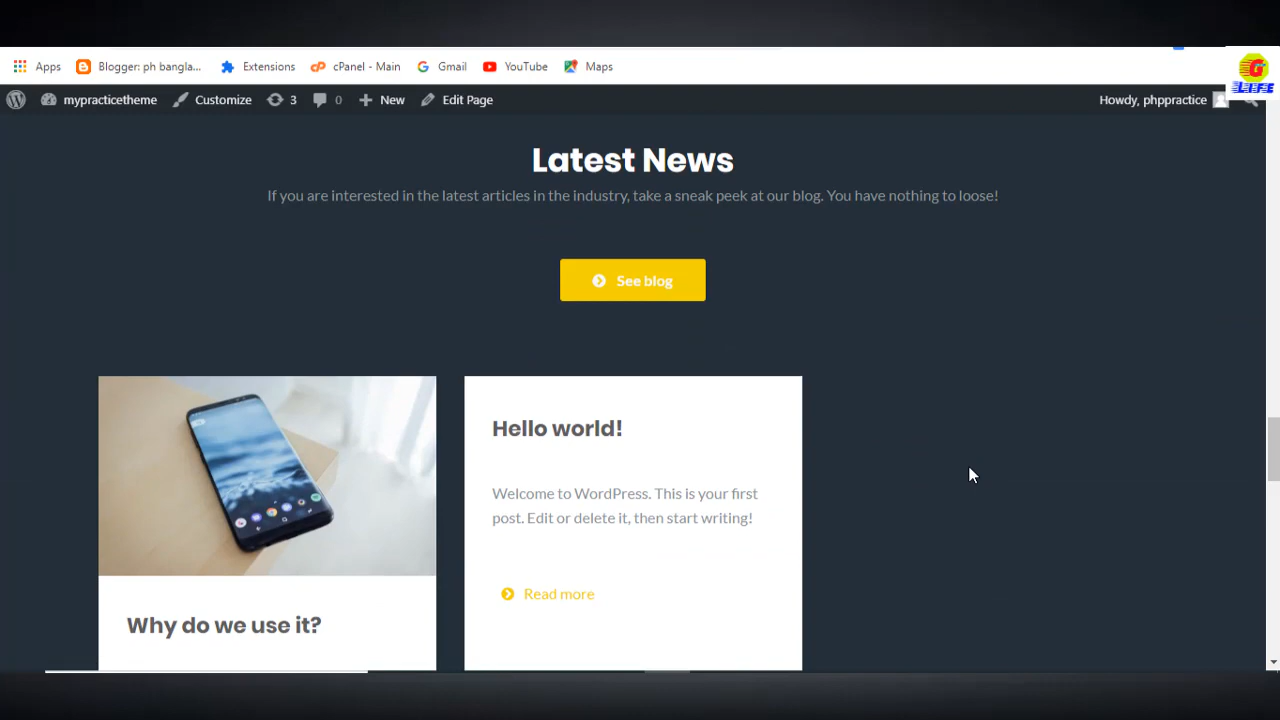 Apps Blogger: ph bangla... Extensions cPanel - Main Gmail YouTube Maps
G LIFE
mypracticetheme Customize 3 0 New Edit Page Howdy, phppractice
Latest News
If you are interested in the latest articles in the industry, take a sneak peek at our blog. You have nothing to loose!
See blog
Hello world!
Welcome to WordPress. This is your first
post. Edit or delete it, then start writing!
Read more
Why do we use it?